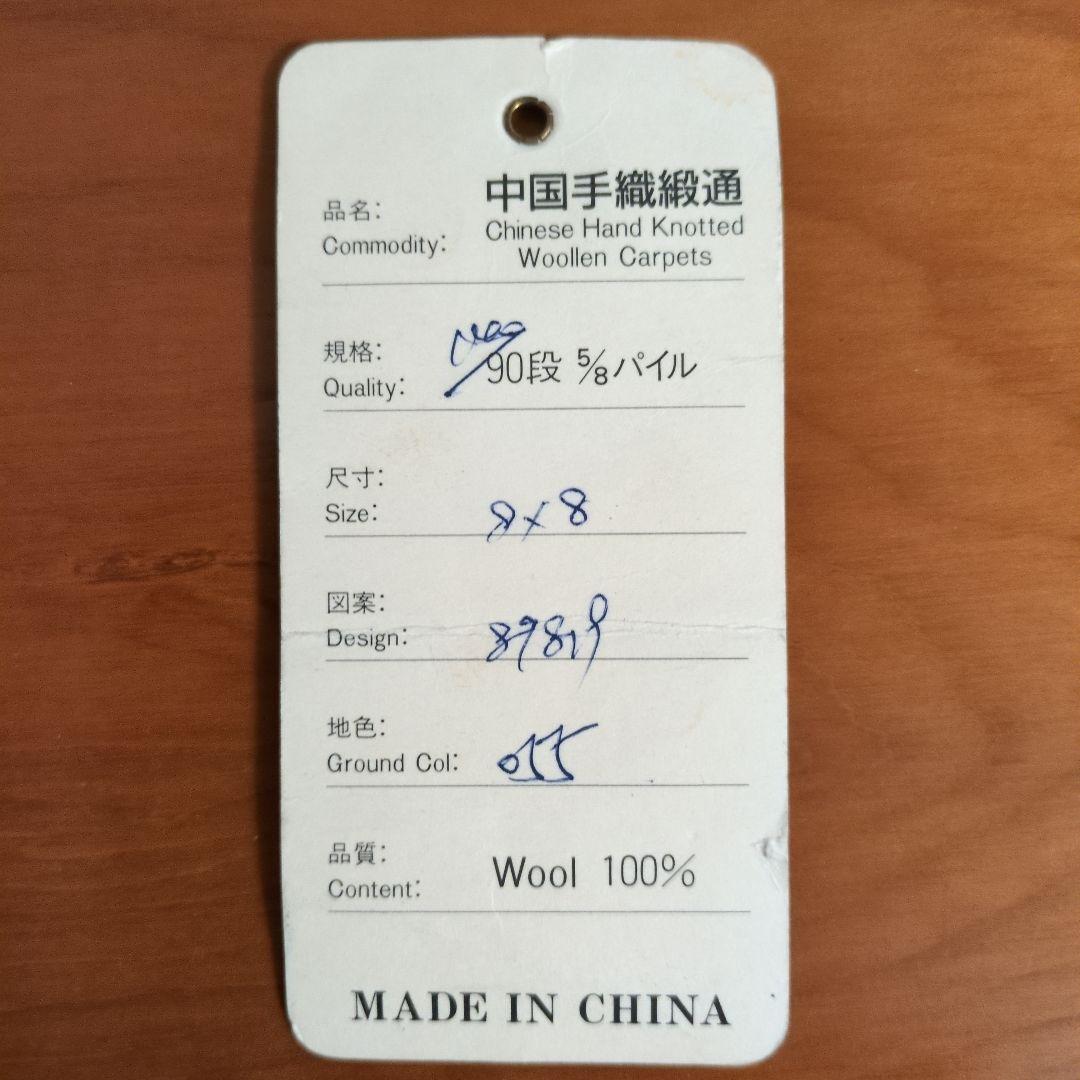 品名:
中国手織緞通
Commodity:
Chinese Hand Knotted
Woollen Carpets
規格:
Quality:
90段 5/8パイル
尺寸:
Size:
8x8
図案:
Design:
地色:
Ground Col:
品質:
Content:
Wool 100%
MADE IN CHINA